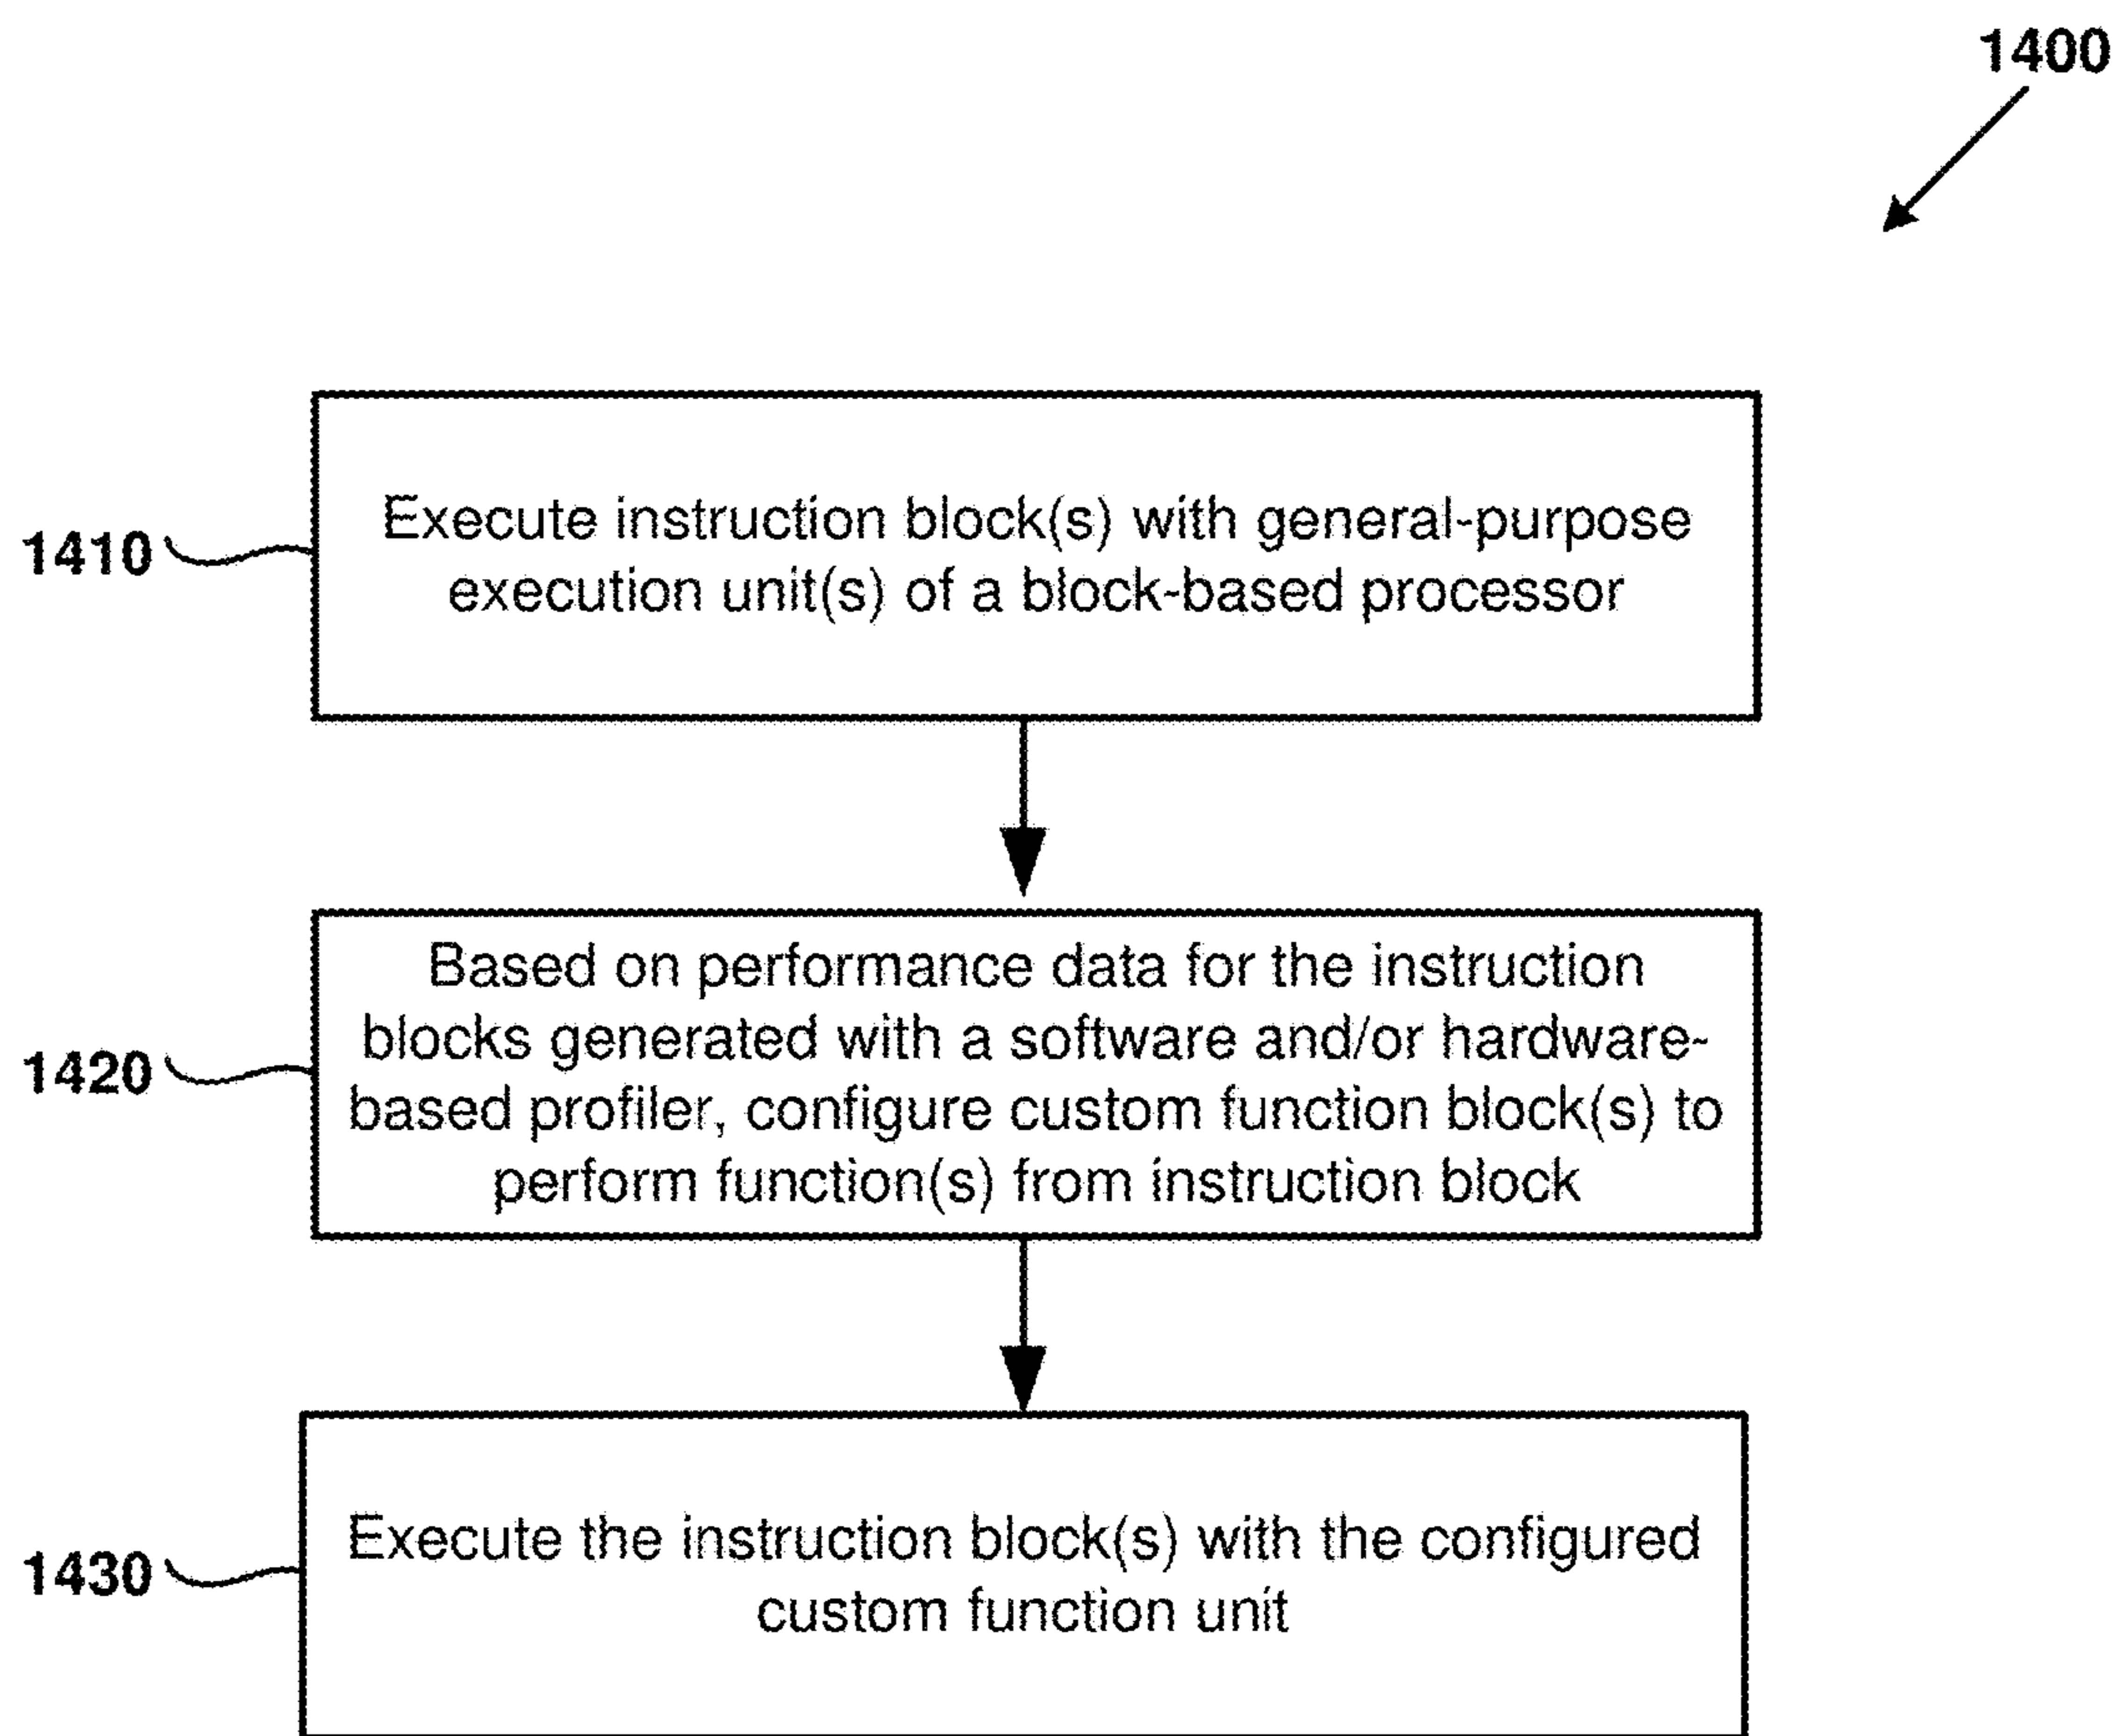 1400
1410
Execute instruction block(s) with general-purpose
execution unit(s) of a block-based processor
1420
Based on performance data for the instruction
blocks generated with a software and/or hardware-
based profiler, configure custom function block(s) to
perform function(s) from instruction block
1430
Execute the instruction block(s) with the configured
custom function unit